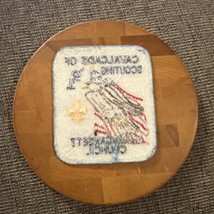 CAVALCADE OF
SCOUTING
NARRAGANSETT
COUNCIL